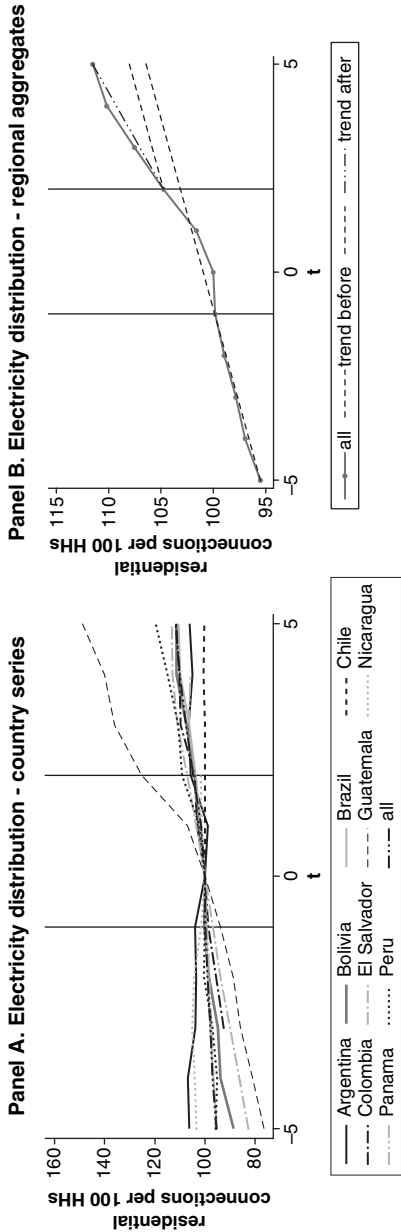 Panel A. Electricity distribution - country series
residential
connections per 100 HHs
160
140
120
100
80
–5
0
5
t
Argentina
Bolivia
Brazil
Chile
Colombia
El Salvador
Guatemala
Nicaragua
Panama
Peru
all
Panel B. Electricity distribution - regional aggregates
residential
connections per 100 HHs
115
110
105
100
95
–5
0
5
t
all
trend before
trend after